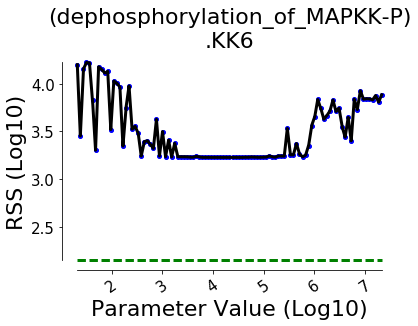 (dephosphorylation_of_MAPKK-P)
.KK6
RSS (Log10)
4.0
3.5
3.0
2.5
2
3
4
5
6
7
Parameter Value (Log10)